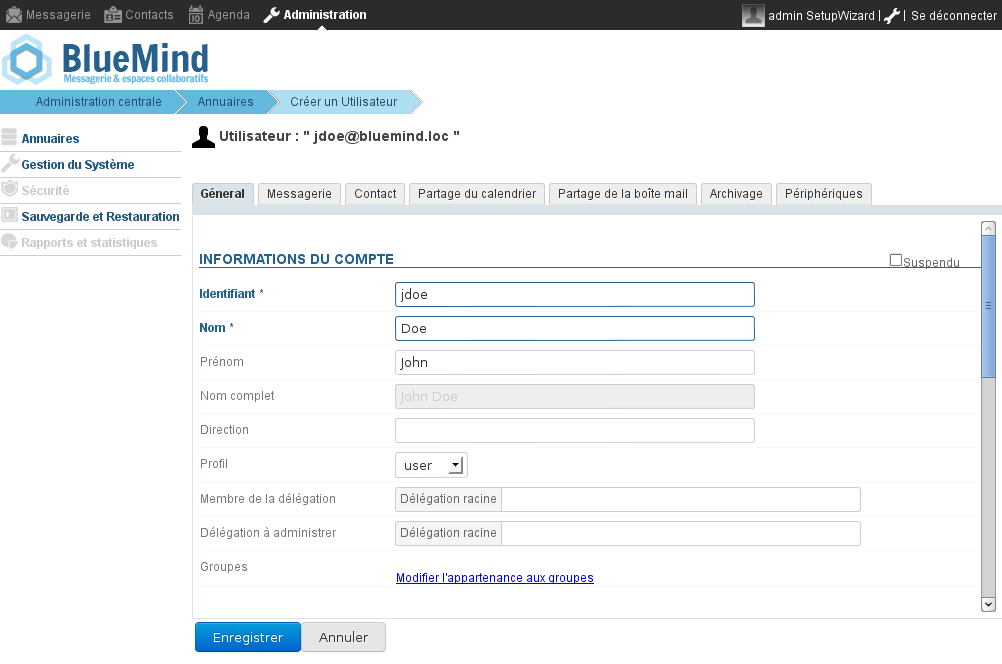 Messagerie Contacts Agenda Administration admin SetupWizard | | Se déconnecter
BlueMind
Messagerie & espaces collaboratifs
Administration centrale Annuaires Créer un Utilisateur
Annuaires
Gestion du Système
Sécurité
Sauvegarde et Restauration
Rapports et statistiques
Utilisateur : " jdoe@bluemind.loc "
Géneral Messagerie Contact Partage du calendrier Partage de la boîte mail Archivage Périphériques
INFORMATIONS DU COMPTE Suspendu
Identifiant * jdoe
Nom * Doe
Prénom John
Nom complet John Doe
Direction
Profil user
Membre de la délégation Délégation racine
Délégation à administrer Délégation racine
Groupes
Modifier l'appartenance aux groupes
Enregistrer Annuler